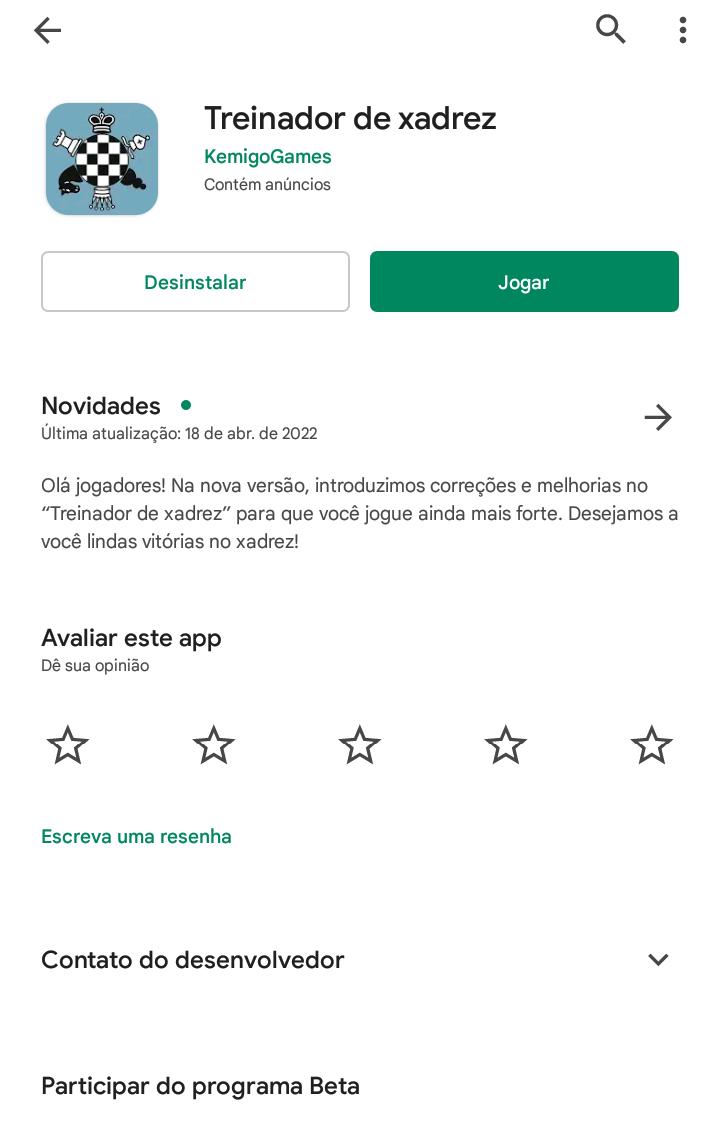 Treinador de xadrez
KemigoGames
Contém anúncios
Desinstalar
Jogar
Novidades
Última atualização: 18 de abr. de 2022
Olá jogadores! Na nova versão, introduzimos correções e melhorias no
“Treinador de xadrez” para que você jogue ainda mais forte. Desejamos a
você lindas vitórias no xadrez!
Avaliar este app
Dê sua opinião
Escreva uma resenha
Contato do desenvolvedor
Participar do programa Beta